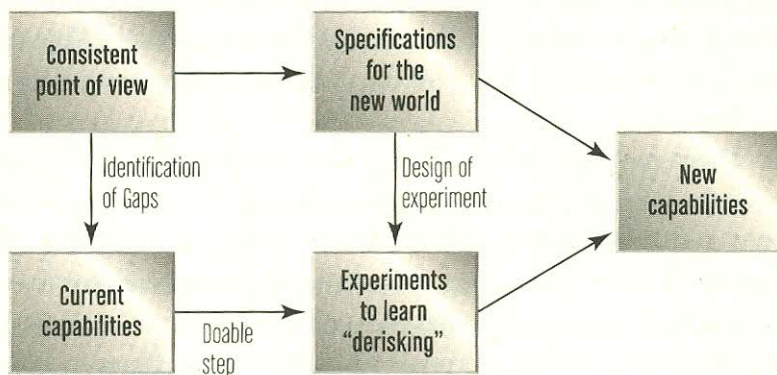 Consistent
point of view
Specifications
for the
new world
Identification
of Gaps
Design of
experiment
New
capabilities
Current
capabilities
Doable
step
Experiments
to learn
“derisking”